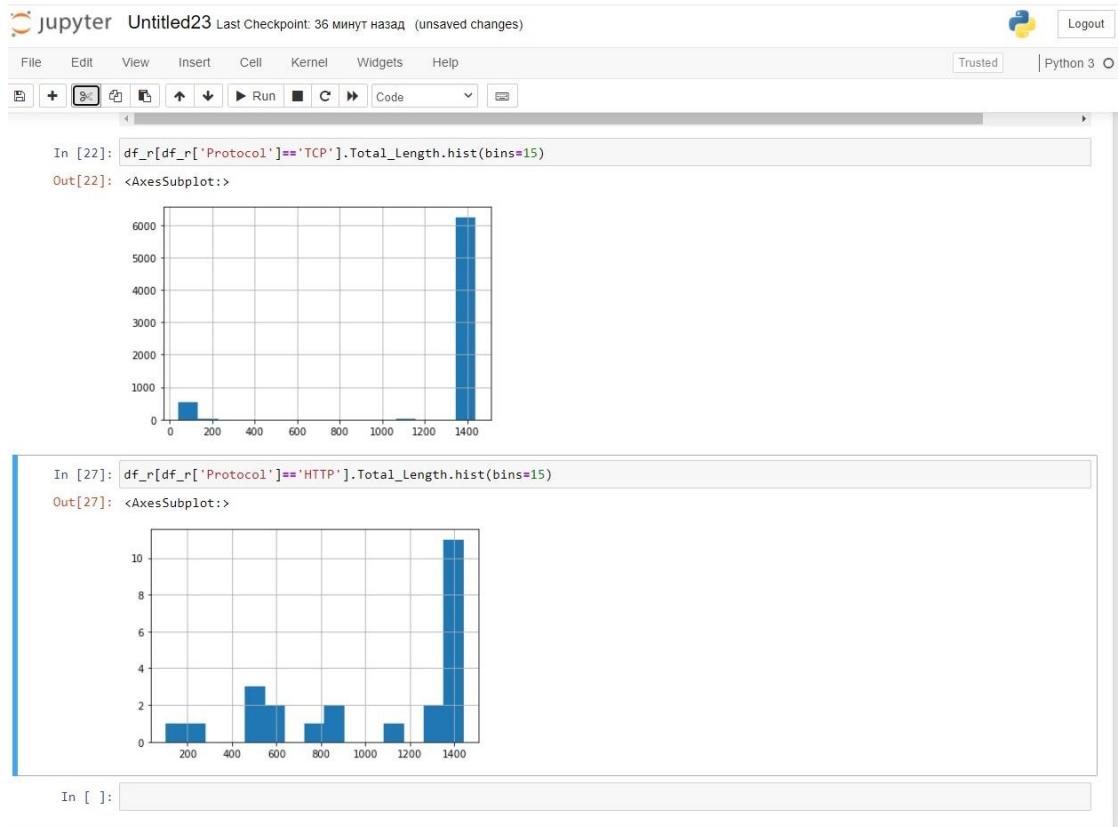 jupyter Untitled23 Last Checkpoint: 36 минут назад (unsaved changes) Logout
File Edit View Insert Cell Kernel Widgets Help Trusted Python 3
Run Code
In [22]: df_r[df_r['Protocol']=='TCP'].Total_Length.hist(bins=15)
Out[22]: <AxesSubplot:>
6000
5000
4000
3000
2000
1000
0
0 200 400 600 800 1000 1200 1400
In [27]: df_r[df_r['Protocol']=='HTTP'].Total_Length.hist(bins=15)
Out[27]: <AxesSubplot:>
10
8
6
4
2
0
200 400 600 800 1000 1200 1400
In [ ]: